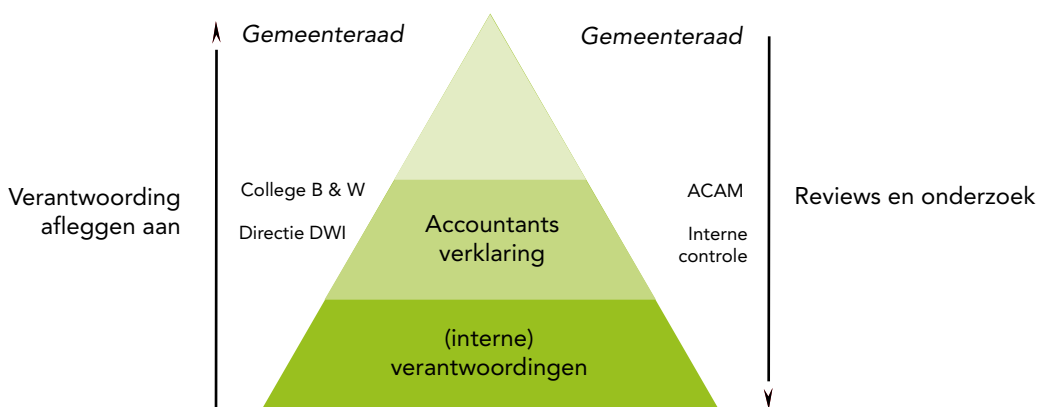 Gemeenteraad
Gemeenteraad
Verantwoording
afleggen aan
College B & W
Directie DWI
Accountants
verklaring
ACAM
Interne
controle
Reviews en onderzoek
(interne)
verantwoordingen